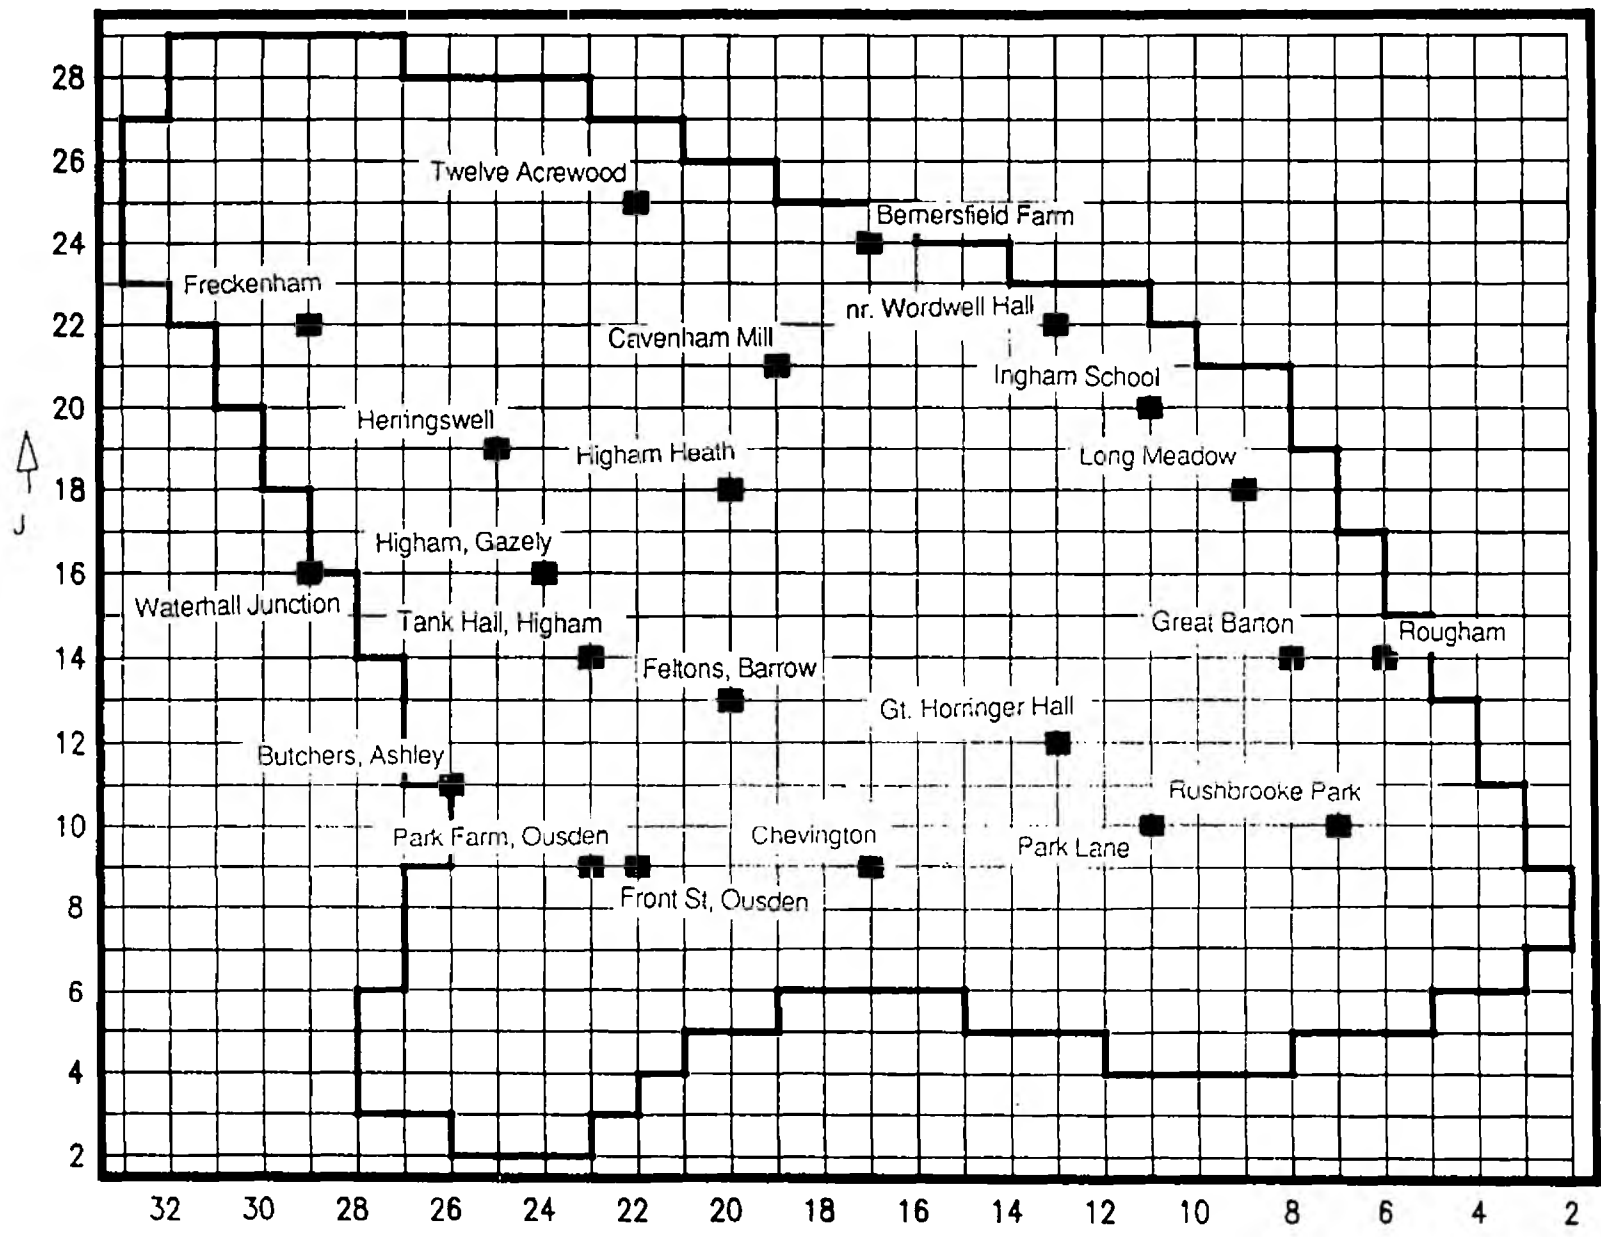 28
26
Twelve Acrewood
Bernersfield Farm
24
Freckenham
nr. Wordwell Hall
22
Cavenham Mill
Ingham School
20
Herringswell
Higham Heath
Long Meadow
18
J
Higham, Gazely
16
Waterhall Junction
Tank Hall, Higham
Great Barton
Rougham
14
Feltons, Barrow
Gt. Horringer Hall
12
Butchers, Ashley
Rushbrooke Park
10
Park Farm, Ousden
Chevington
Park Lane
8
Front St, Ousden
6
4
2
32 30 28 26 24 22 20 18 16 14 12 10 8 6 4 2